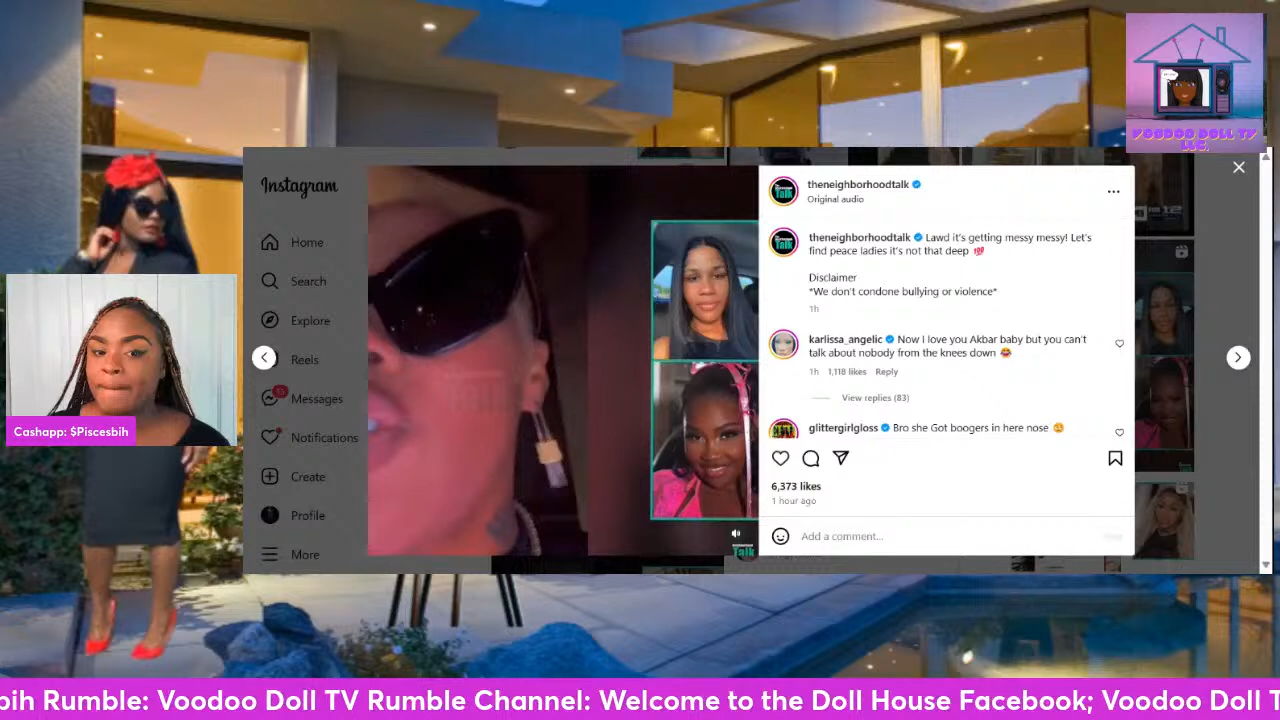 VOODOO DOLL TV
LLC.
Instagram
Home
Search
Explore
Reels
Messages
Notifications
Create
Profile
More
theneighborhoodtalk
Original audio
theneighborhoodtalk Lawd it's getting messy messy! Let's
find peace ladies it's not that deep 💯
Disclaimer
*We don't condone bullying or violence*
1h
karlissa_angelic Now I love you Akbar baby but you can't
talk about nobody from the knees down 😂
1h 1,118 likes Reply
View replies (83)
glittergirlgloss Bro she Got boogers in here nose 😩
6,373 likes
1 hour ago
Add a comment...
Talk
Cashapp: $Piscesbih
bih Rumble: Voodoo Doll TV Rumble Channel: Welcome to the Doll House Facebook; Voodoo Doll T